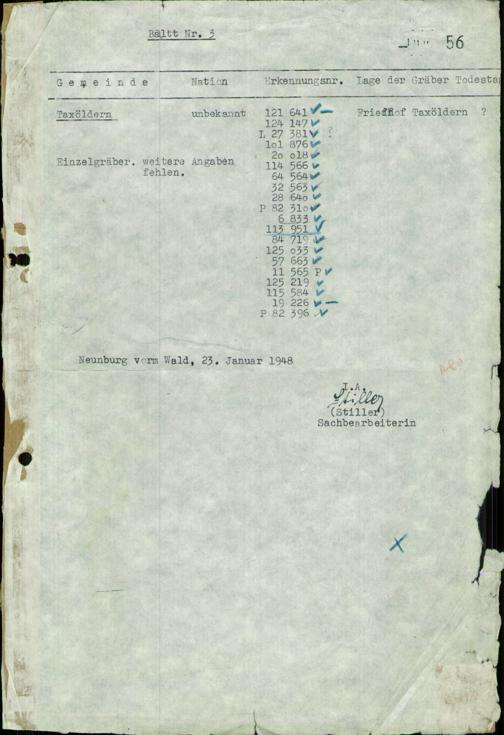 Bältt Nr. 3
56
Gemeinde Nation Erkennungsnr. Lage der Gräber Todesta
Taxöldern unbekannt 121 641 Friedhof Taxöldern ?
124 147
L 27 381 ?
1o1 876
2o o18
Einzelgräber. weitere Angaben 114 566
fehlen. 64 564
32 563
28 64o
P 82 31o
6 833
113 951
84 719
125 o33
57 663
11 565 P
125 219
115 584
19 226
P 82 396
Neunburg vorm Wald, 23. Januar 1948
I.A.
Stiller
(Stiller)
Sachbearbeiterin